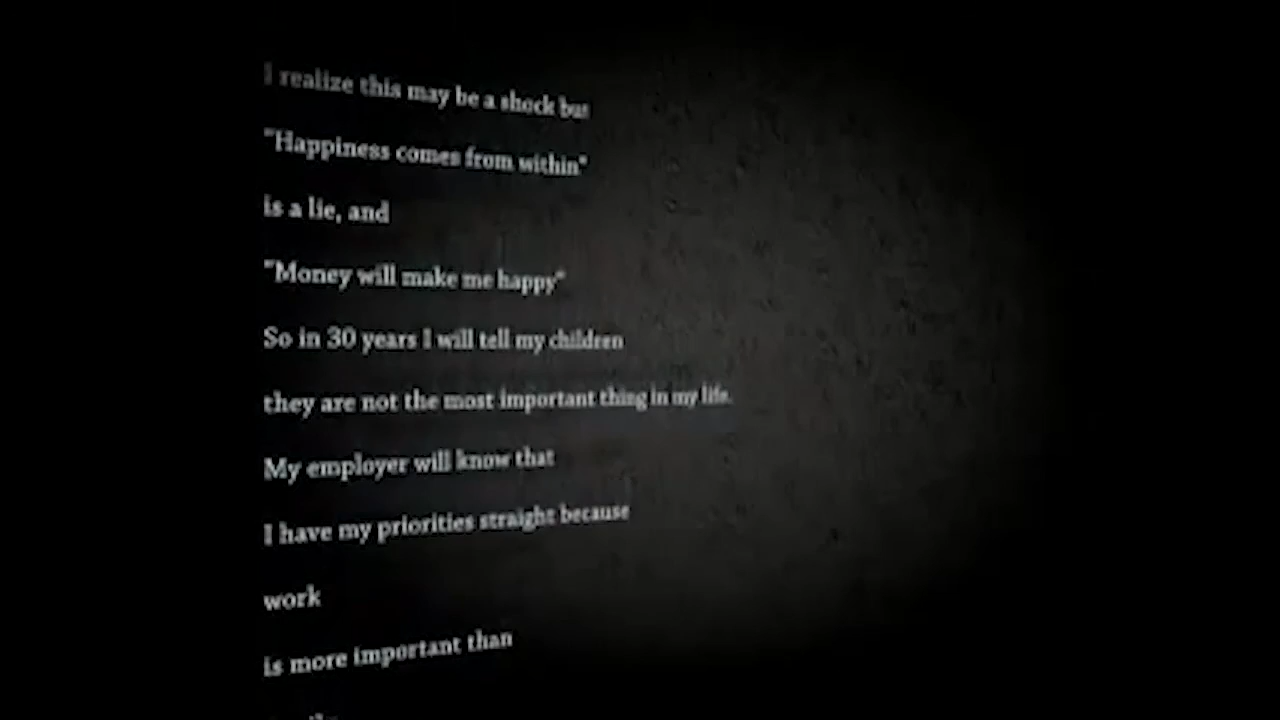 I realize this may be a shock but
"Happiness comes from within"
is a lie, and
"Money will make me happy"
So in 30 years I will tell my children
they are not the most important thing in my life.
My employer will know that
I have my priorities straight because
work
is more important than